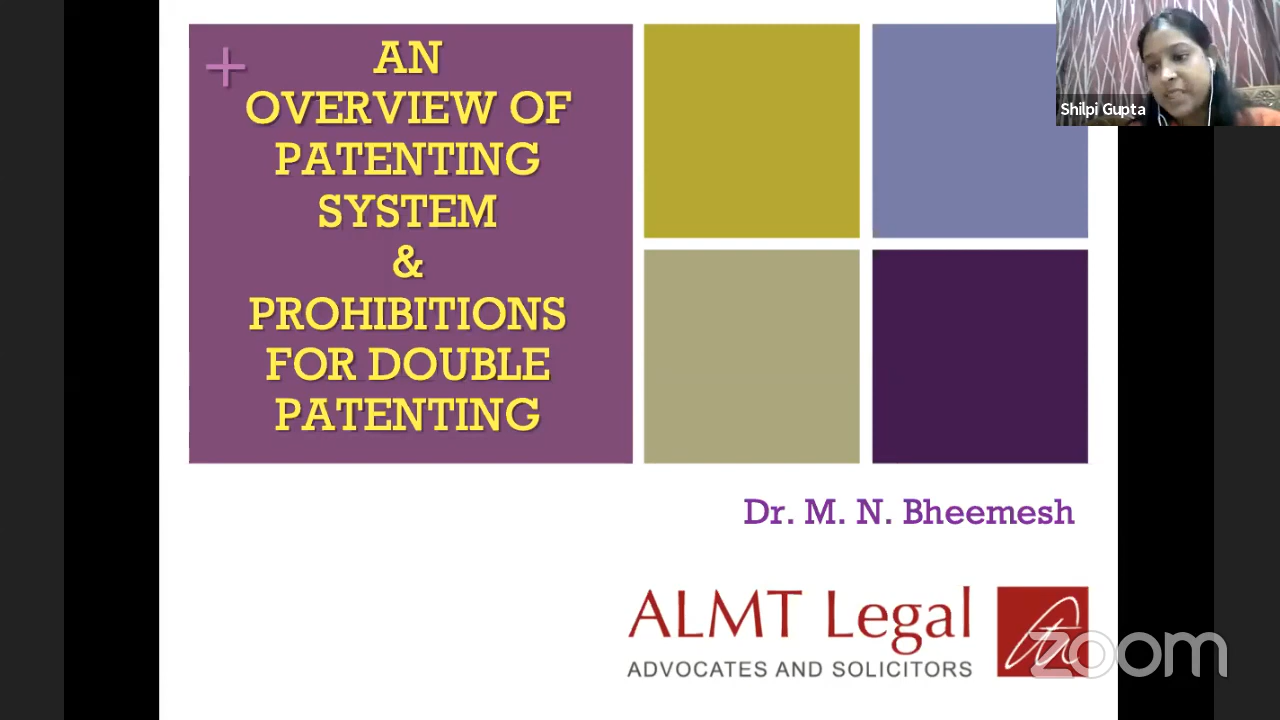 +
AN
OVERVIEW OF
PATENTING
SYSTEM
&
PROHIBITIONS
FOR DOUBLE
PATENTING
Shilpi Gupta
Dr. M. N. Bheemesh
ALMT Legal
ADVOCATES AND SOLICITORS
zoom